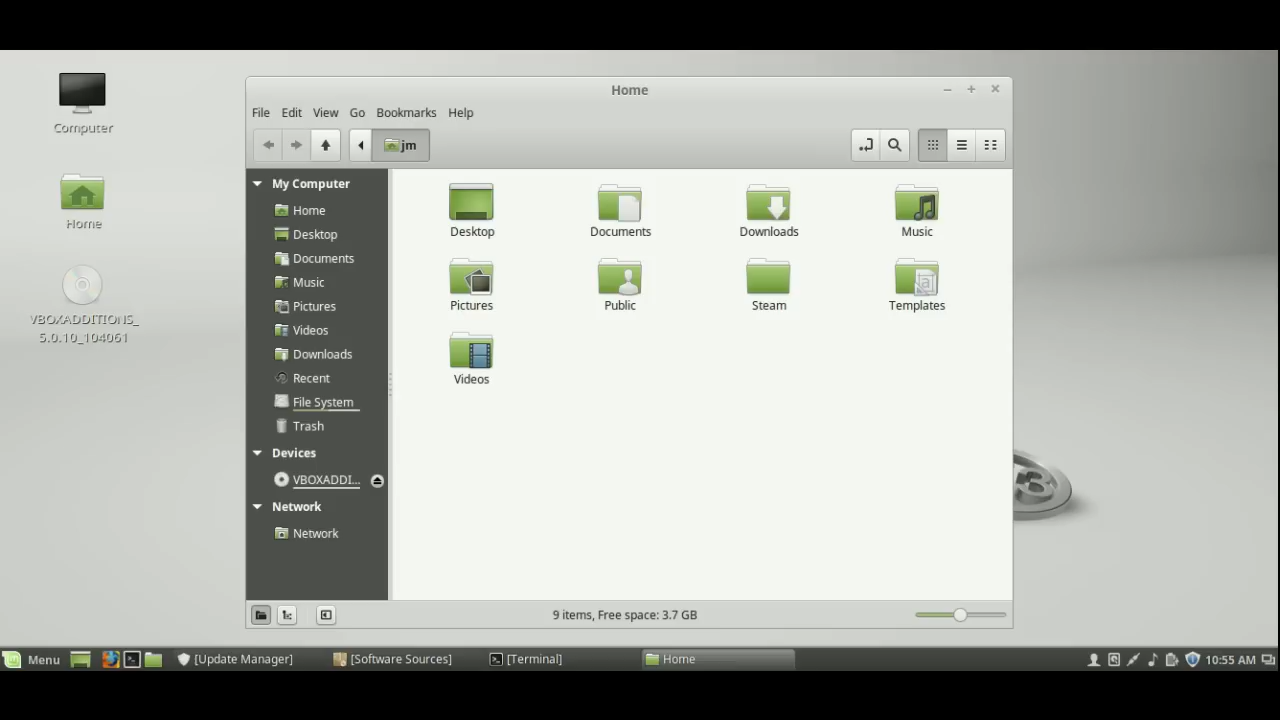 Computer
Home
VBOXADDITIONS_
5.0.10_104061
Home
File Edit View Go Bookmarks Help
jm
My Computer
Home
Desktop
Documents
Music
Pictures
Videos
Downloads
Recent
File System
Trash
Devices
VBOXADDI...
Network
Network
Desktop
Documents
Downloads
Music
Pictures
Public
Steam
Templates
Videos
9 items, Free space: 3.7 GB
Menu
[Update Manager]
[Software Sources]
[Terminal]
Home
10:55 AM